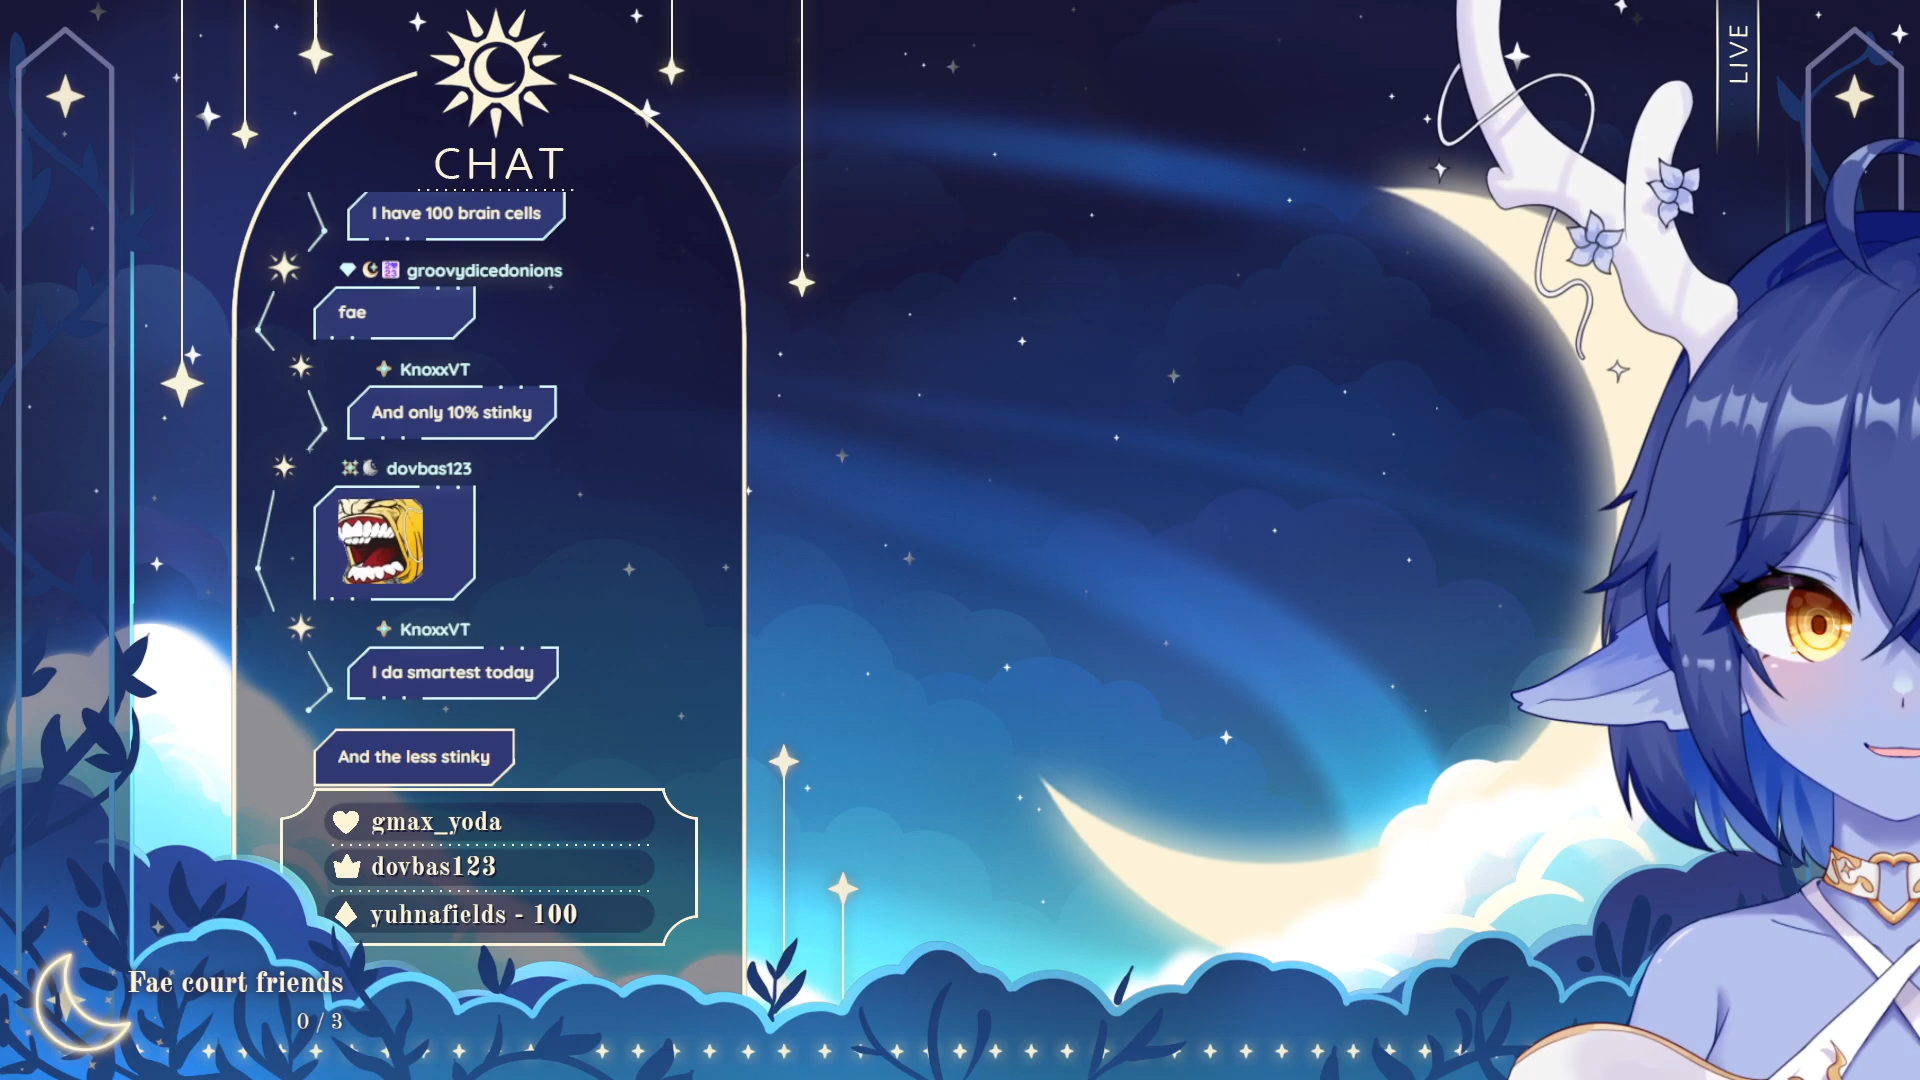 LIVE
CHAT
I have 100 brain cells
groovydicedonions
fae
KnoxxVT
And only 10% stinky
dovbas123
KnoxxVT
I da smartest today
And the less stinky
gmax_yoda
dovbas123
yuhnafields - 100
Fae court friends
0 / 3